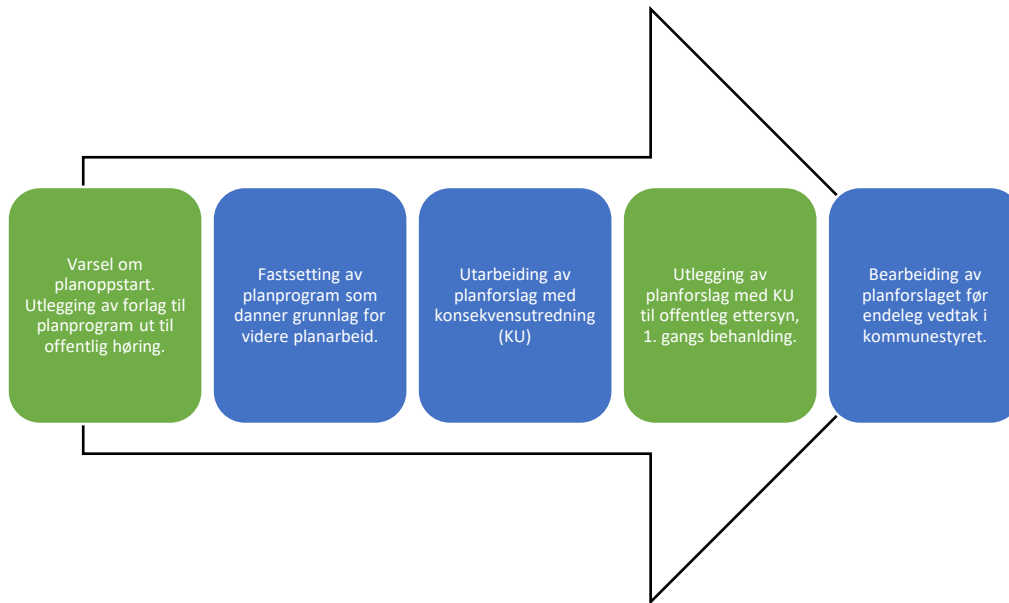 Varsel om
planoppstart.
Utlegging av forlag til
planprogram ut til
offentlig høring.
Fastsetting av
planprogram som
danner grunnlag for
videre planarbeid.
Utarbeiding av
planforslag med
konsekvensutredning
(KU)
Utlegging av
planforslag med KU
til offentleg ettersyn,
1. gangs behanlding.
Bearbeiding av
planforslaget før
endeleg vedtak i
kommunestyret.